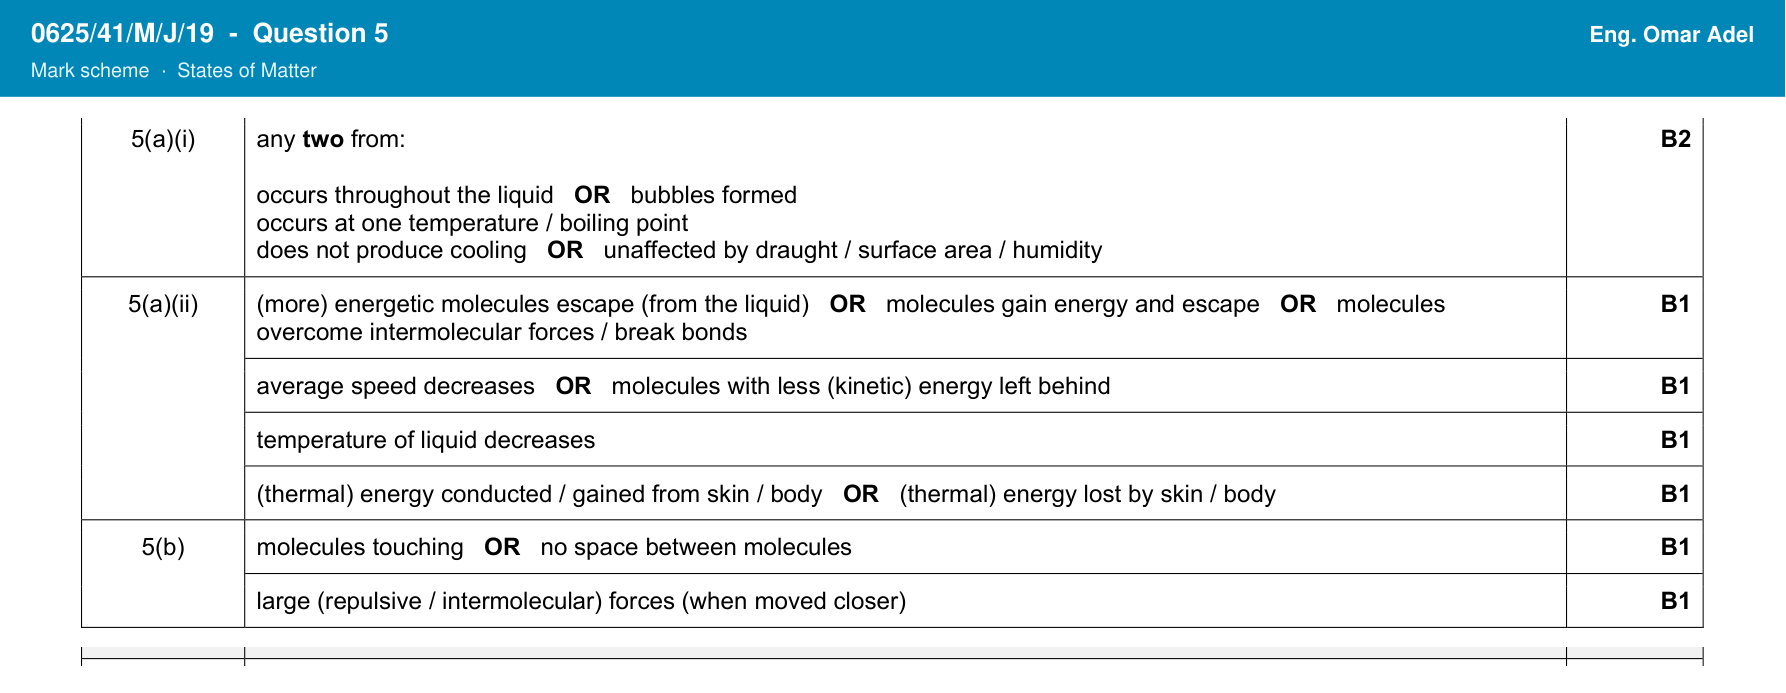 0625/41/M/J/19 - Question 5
Eng. Omar Adel
Mark scheme · States of Matter
5(a)(i) any two from: B2
occurs throughout the liquid OR bubbles formed
occurs at one temperature / boiling point
does not produce cooling OR unaffected by draught / surface area / humidity
5(a)(ii) (more) energetic molecules escape (from the liquid) OR molecules gain energy and escape OR molecules B1
overcome intermolecular forces / break bonds
average speed decreases OR molecules with less (kinetic) energy left behind B1
temperature of liquid decreases B1
(thermal) energy conducted / gained from skin / body OR (thermal) energy lost by skin / body B1
5(b) molecules touching OR no space between molecules B1
large (repulsive / intermolecular) forces (when moved closer) B1